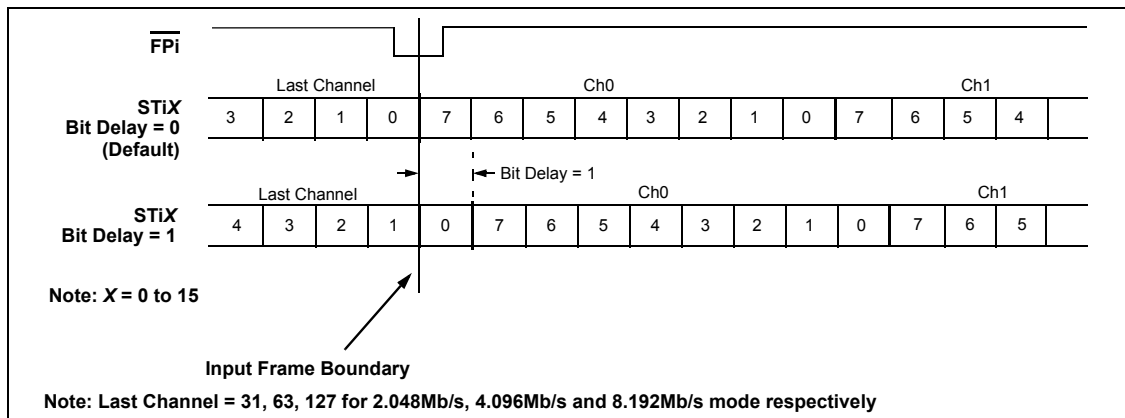 FPi
Last Channel Ch0 Ch1
STiX
Bit Delay = 0
(Default)
3 2 1 0 7 6 5 4 3 2 1 0 7 6 5 4
Bit Delay = 1
Last Channel Ch0 Ch1
STiX
Bit Delay = 1
4 3 2 1 0 7 6 5 4 3 2 1 0 7 6 5
Note: X = 0 to 15
Input Frame Boundary
Note: Last Channel = 31, 63, 127 for 2.048Mb/s, 4.096Mb/s and 8.192Mb/s mode respectively